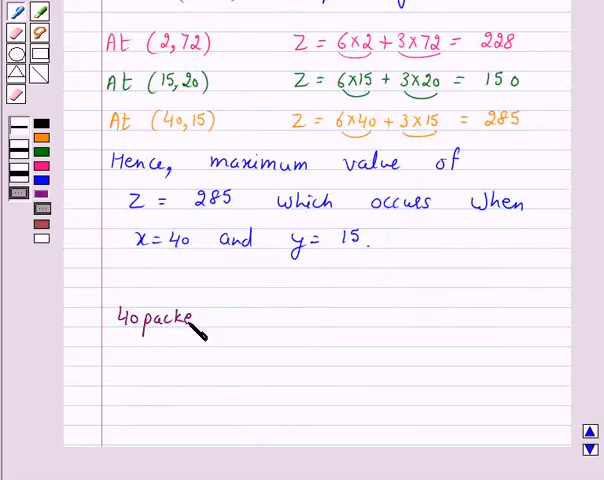 At (2,72) Z = 6×2 + 3×72 = 228
At (15,20) Z = 6×15 + 3×20 = 150
At (40,15) Z = 6×40 + 3×15 = 285
Hence, maximum value of
Z = 285 which occurs when
x=40 and y= 15.
40 packe